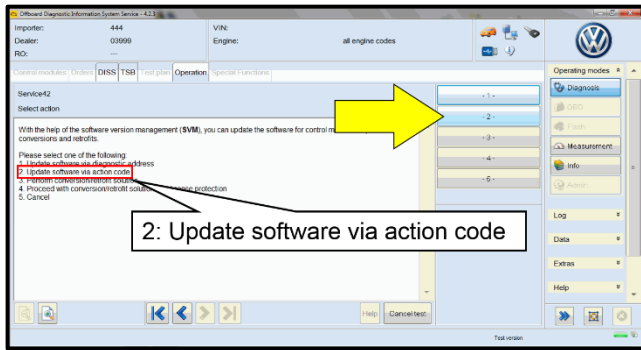 Offboard Diagnostic Information System Service - 4.2.3
Importer: 444 VIN:
Dealer: 03999 Engine: all engine codes
RO: ---
Control modules Orders DISS TSB Test plan Operation Special Functions
Operating modes
Service42
Select action
With the help of the software version management (SVM), you can update the software for control
conversions and retrofits.
Please select one of the following:
1. Update software via diagnostic address
2. Update software via action code
3. Perform conversion/retrofit
4. Proceed with conversion/retrofit protection
5. Cancel
- 1 -
- 2 -
- 3 -
- 4 -
- 5 -
2: Update software via action code
Diagnosis
OBD
Flash
Measurement
Info
Admin
Log
Data
Extras
Help
Help Cancel test
Test version